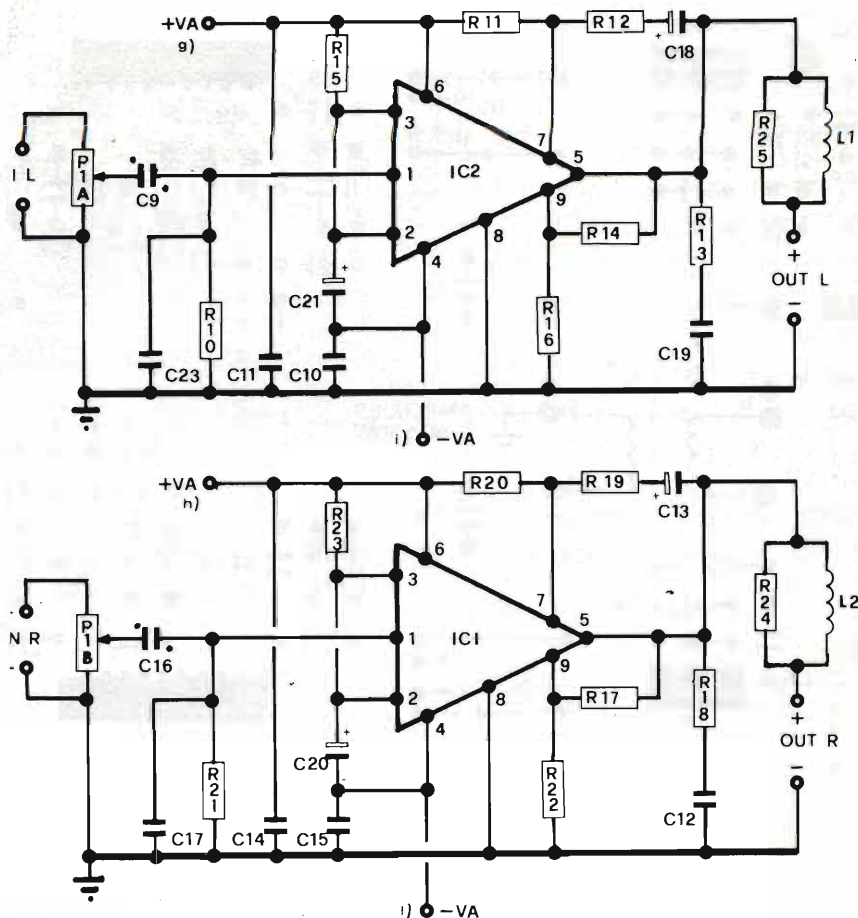 +VA
g)
R15
R11
R12
+
C18
6
3
7
5
R25
L1
I L
P1A
C9
1
IC2
9
2
4
8
R14
R13
+
OUT L
-
+
C21
R10
R16
C19
C23
C11
C10
i) -VA
+VA
h)
R23
R20
R19
+
C13
6
3
7
5
R24
L2
N R
-
P1B
C16
1
IC1
9
2
4
8
R17
R18
+
OUT R
-
+
C20
R21
R22
C12
C17
C14
C15
-VA